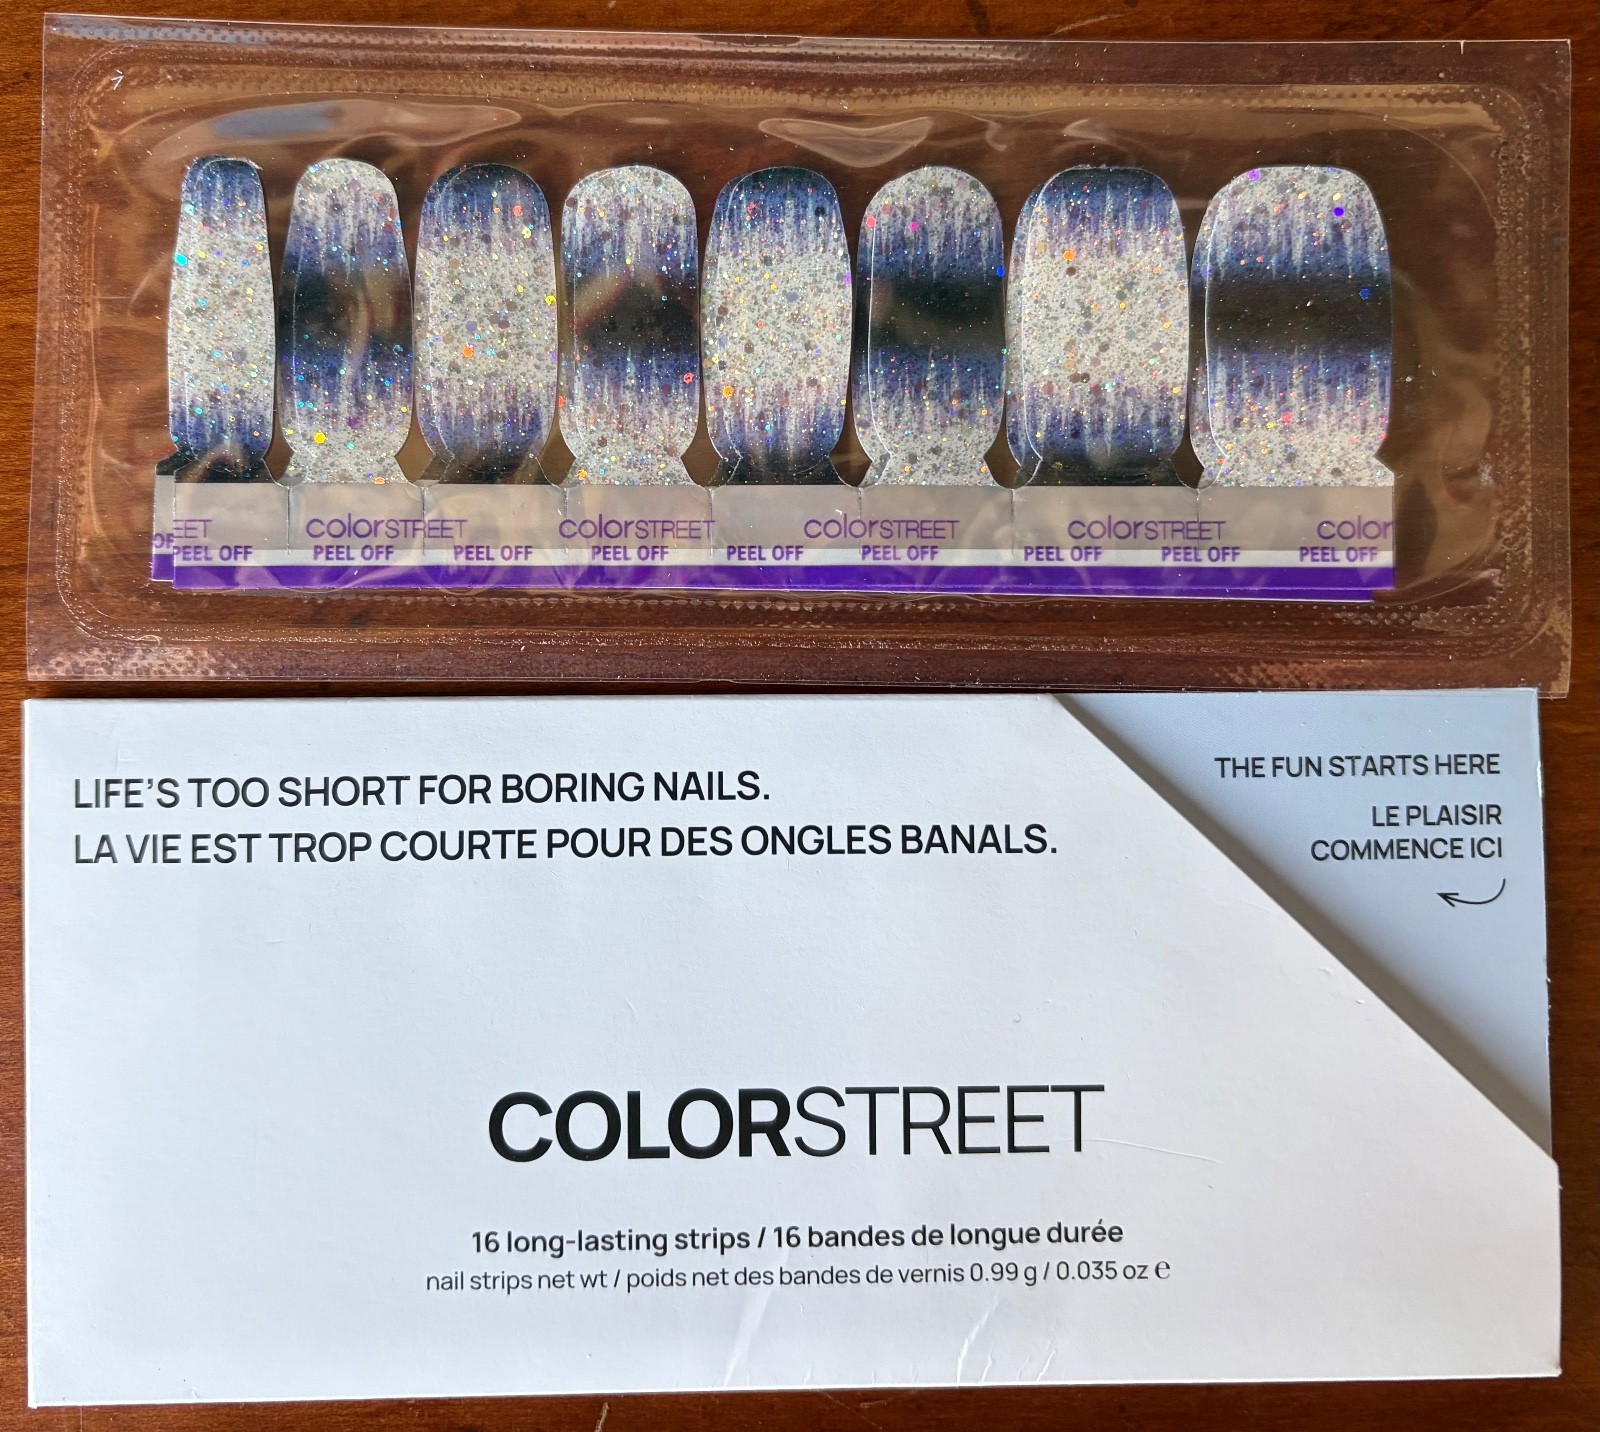 EET colorSTREET colorSTREET colorSTREET colorSTREET color
OF PEEL OFF PEEL OFF PEEL OFF PEEL OFF PEEL OFF PEEL OFF PEEL OFF PEEL OFF PEEL OFF
LIFE'S TOO SHORT FOR BORING NAILS.
LA VIE EST TROP COURTE POUR DES ONGLES BANALS.
THE FUN STARTS HERE
LE PLAISIR
COMMENCE ICI
COLORSTREET
16 long-lasting strips / 16 bandes de longue durée
nail strips net wt / poids net des bandes de vernis 0.99 g / 0.035 oz ℮